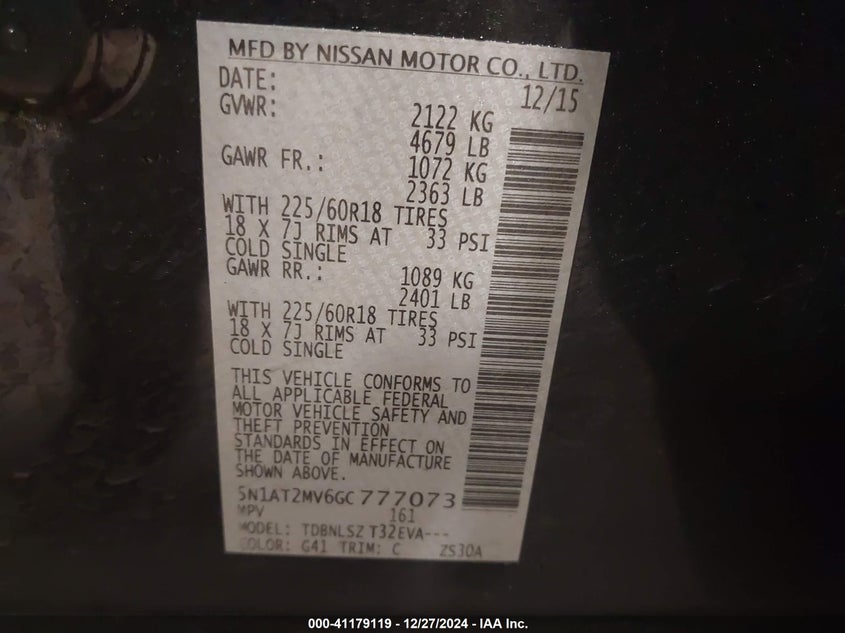 MFD BY NISSAN MOTOR CO., LTD.
DATE: 12/15
GVWR: 2122 KG
4679 LB
GAWR FR.: 1072 KG
2363 LB
WITH 225/60R18 TIRES
18 X 7J RIMS AT 33 PSI
COLD SINGLE
GAWR RR.: 1089 KG
2401 LB
WITH 225/60R18 TIRES
18 X 7J RIMS AT 33 PSI
COLD SINGLE
THIS VEHICLE CONFORMS TO
ALL APPLICABLE FEDERAL
MOTOR VEHICLE SAFETY AND
THEFT PREVENTION
STANDARDS IN EFFECT ON
THE DATE OF MANUFACTURE
SHOWN ABOVE.
5N1AT2MV6GC777073
MPV 161
MODEL: TDBNLSZ T32EVA---
COLOR: G41 TRIM: C ZS30A
000-41179119 - 12/27/2024 - IAA Inc.